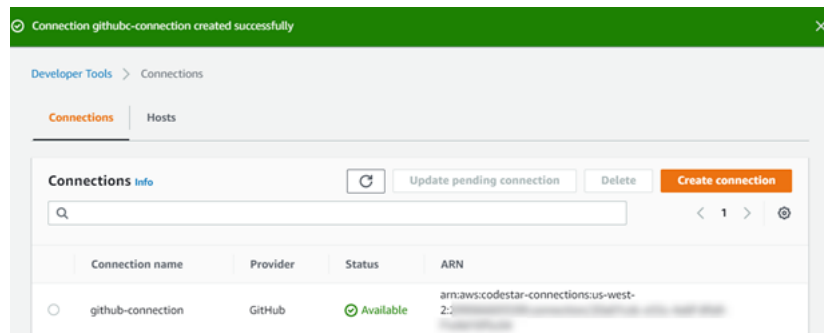 Connection githubc-connection created successfully
Developer Tools > Connections
Connections Hosts
Connections Info Update pending connection Delete Create connection
< 1 >
Connection name Provider Status ARN
github-connection GitHub Available arn:aws:codestar-connections:us-west-
2: